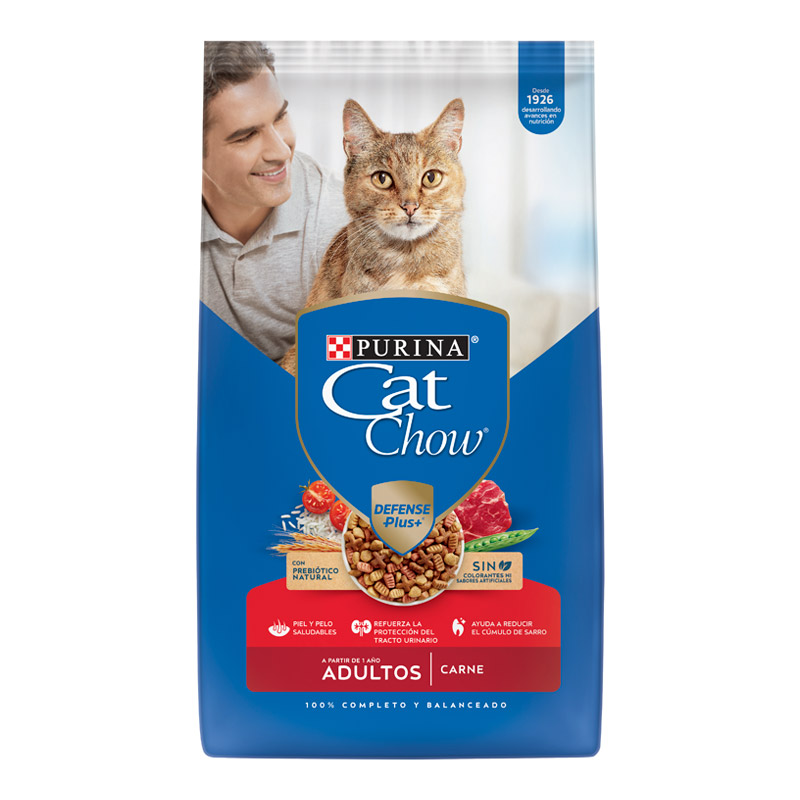 Desde
1926
desarrollando
avances en
nutrición
PURINA®
Cat
Chow®
DEFENSE
Plus+
CON
PREBIÓTICO
NATURAL
SIN
COLORANTES NI
SABORES ARTIFICIALES
PIEL Y PELO
SALUDABLES
REFUERZA LA
PROTECCIÓN DEL
TRACTO URINARIO
AYUDA A REDUCIR
EL CÚMULO DE SARRO
A PARTIR DE 1 AÑO
ADULTOS
CARNE
100% COMPLETO Y BALANCEADO